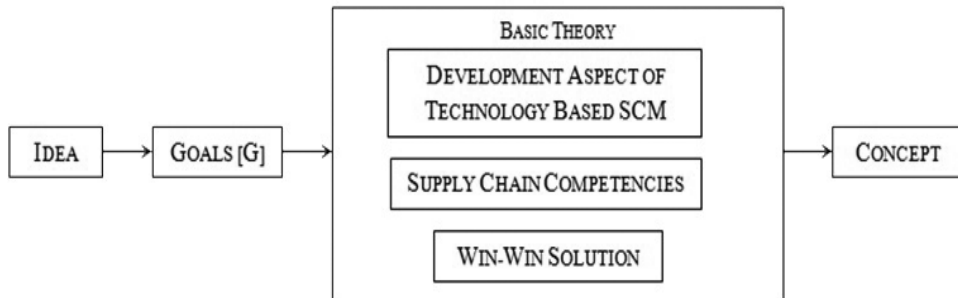 BASIC THEORY
DEVELOPMENT ASPECT OF
TECHNOLOGY BASED SCM
IDEA
GOALS [G]
CONCEPT
SUPPLY CHAIN COMPETENCIES
WIN-WIN SOLUTION